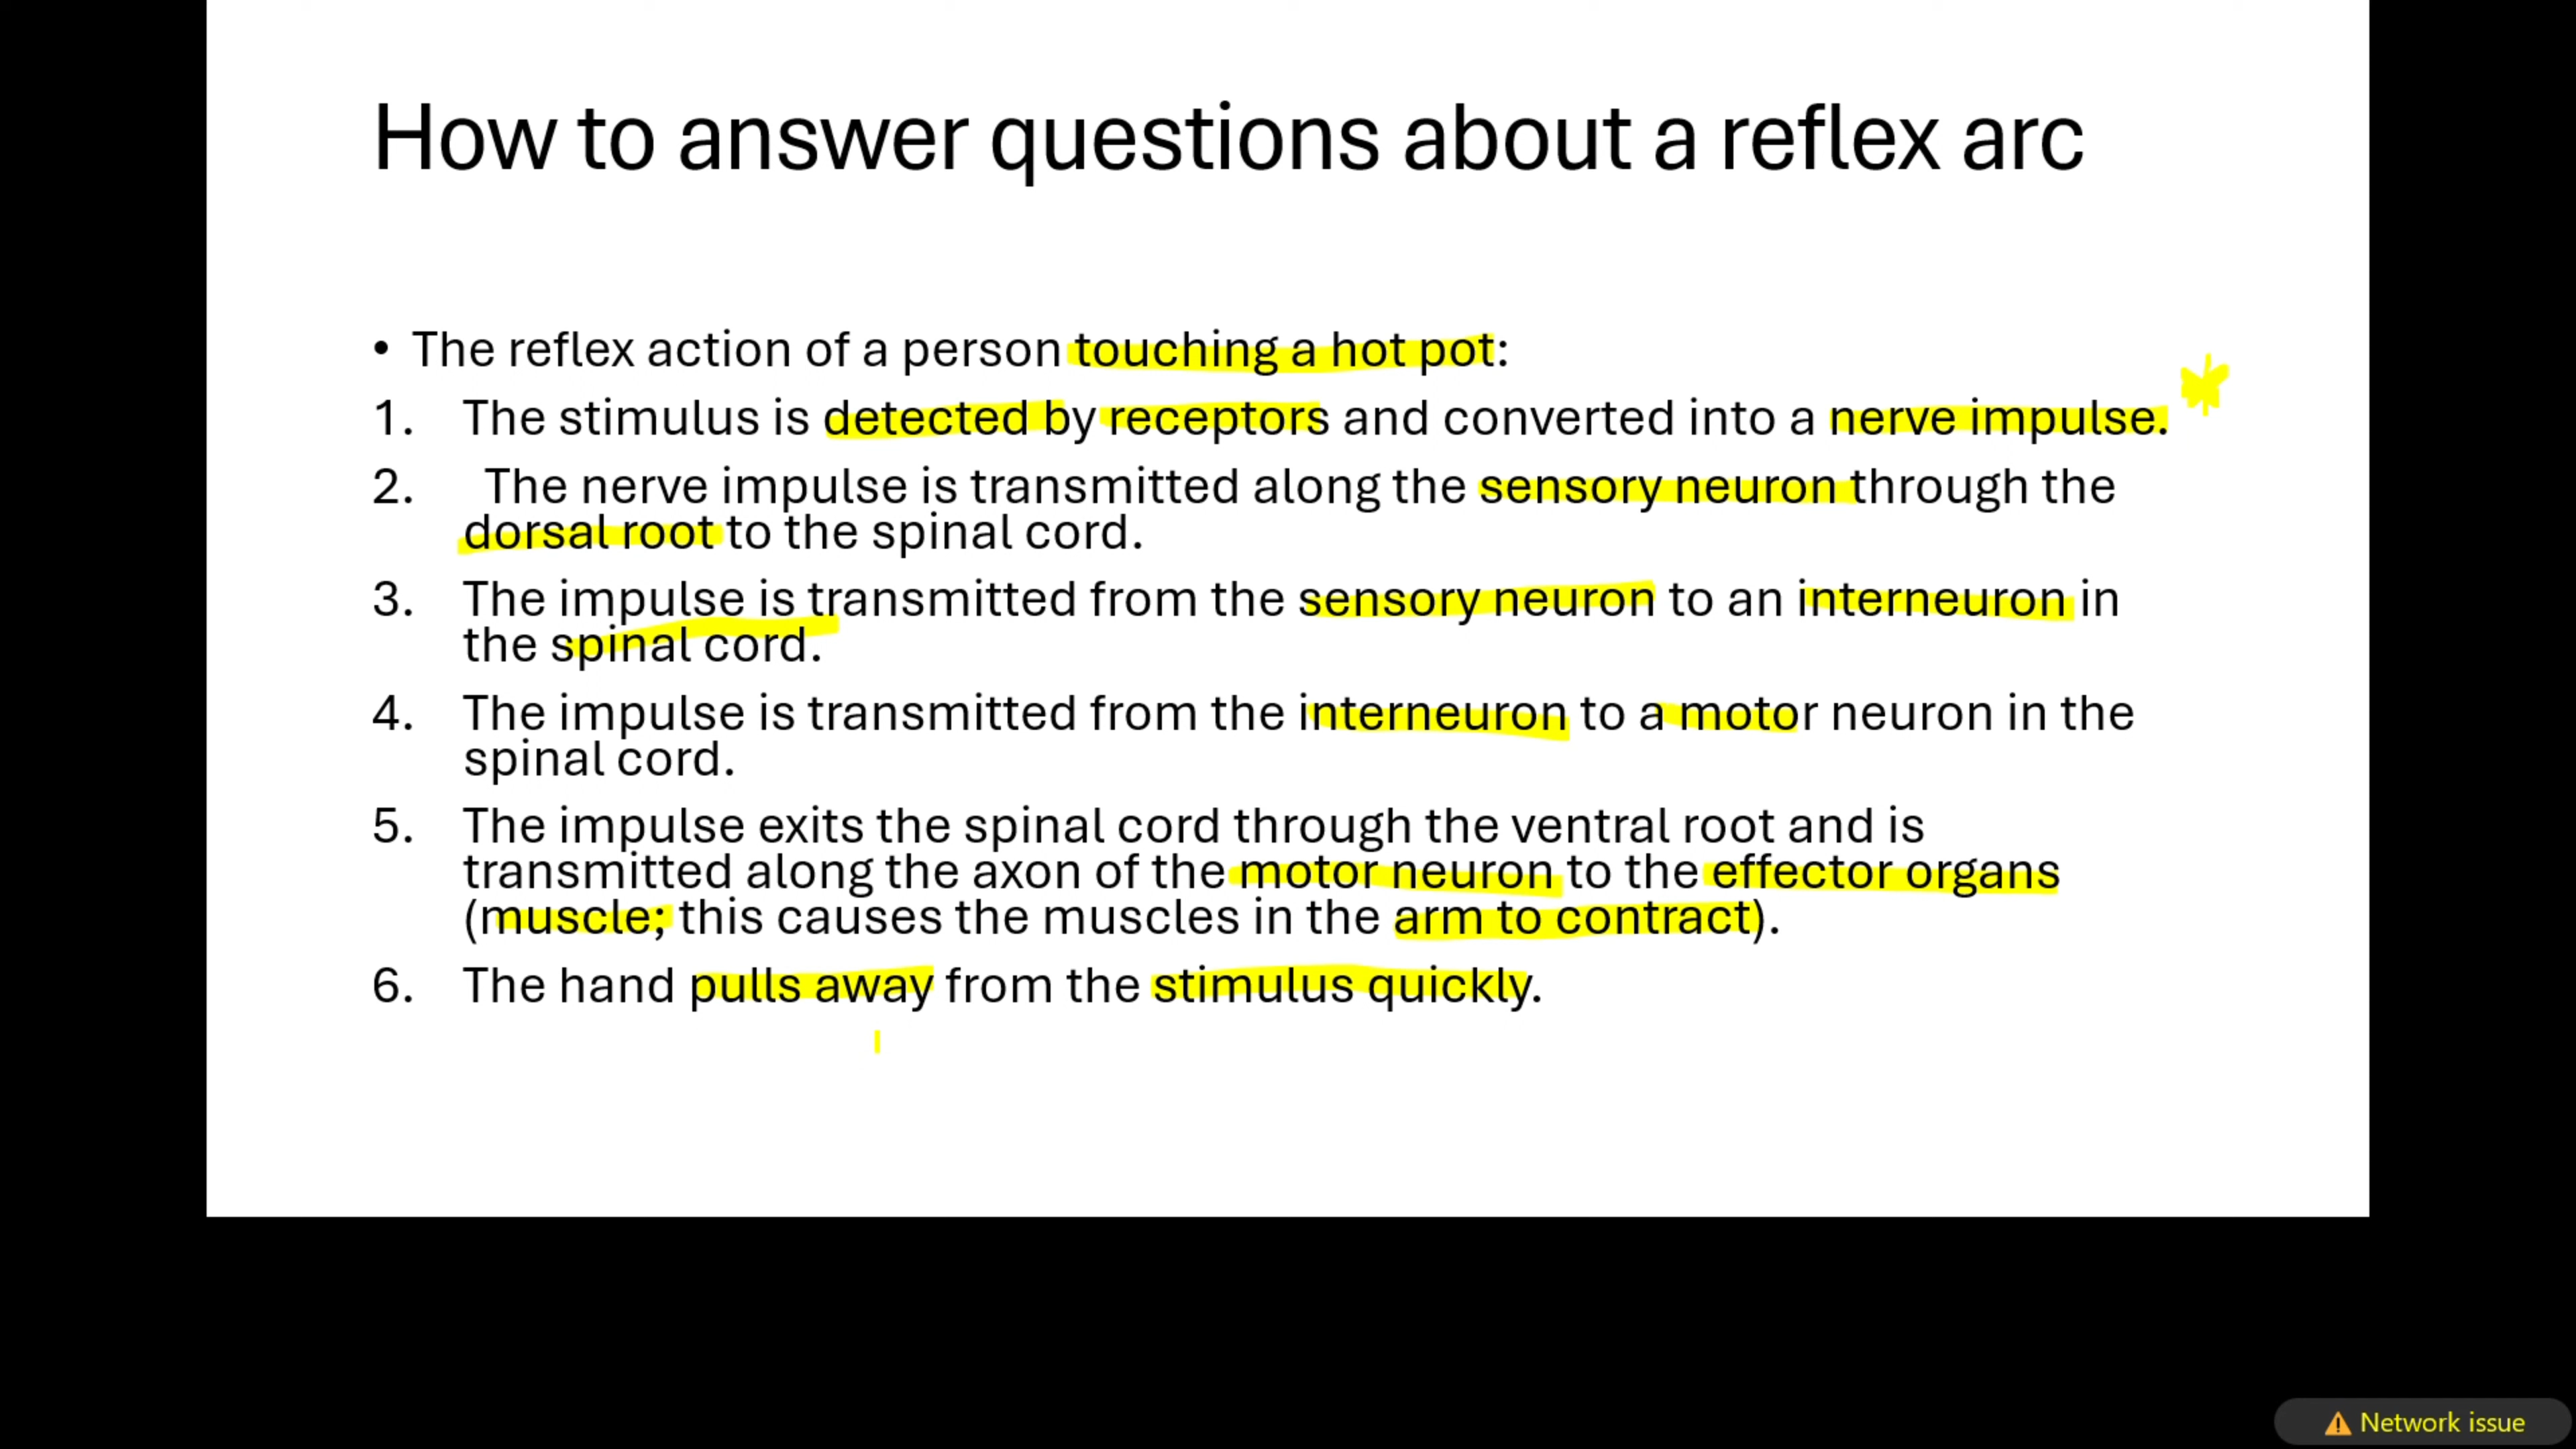 How to answer questions about a reflex arc
• The reflex action of a person touching a hot pot:
1. The stimulus is detected by receptors and converted into a nerve impulse.
2. The nerve impulse is transmitted along the sensory neuron through the
dorsal root to the spinal cord.
3. The impulse is transmitted from the sensory neuron to an interneuron in
the spinal cord.
4. The impulse is transmitted from the interneuron to a motor neuron in the
spinal cord.
5. The impulse exits the spinal cord through the ventral root and is
transmitted along the axon of the motor neuron to the effector organs
(muscle; this causes the muscles in the arm to contract).
6. The hand pulls away from the stimulus quickly.
Network issue